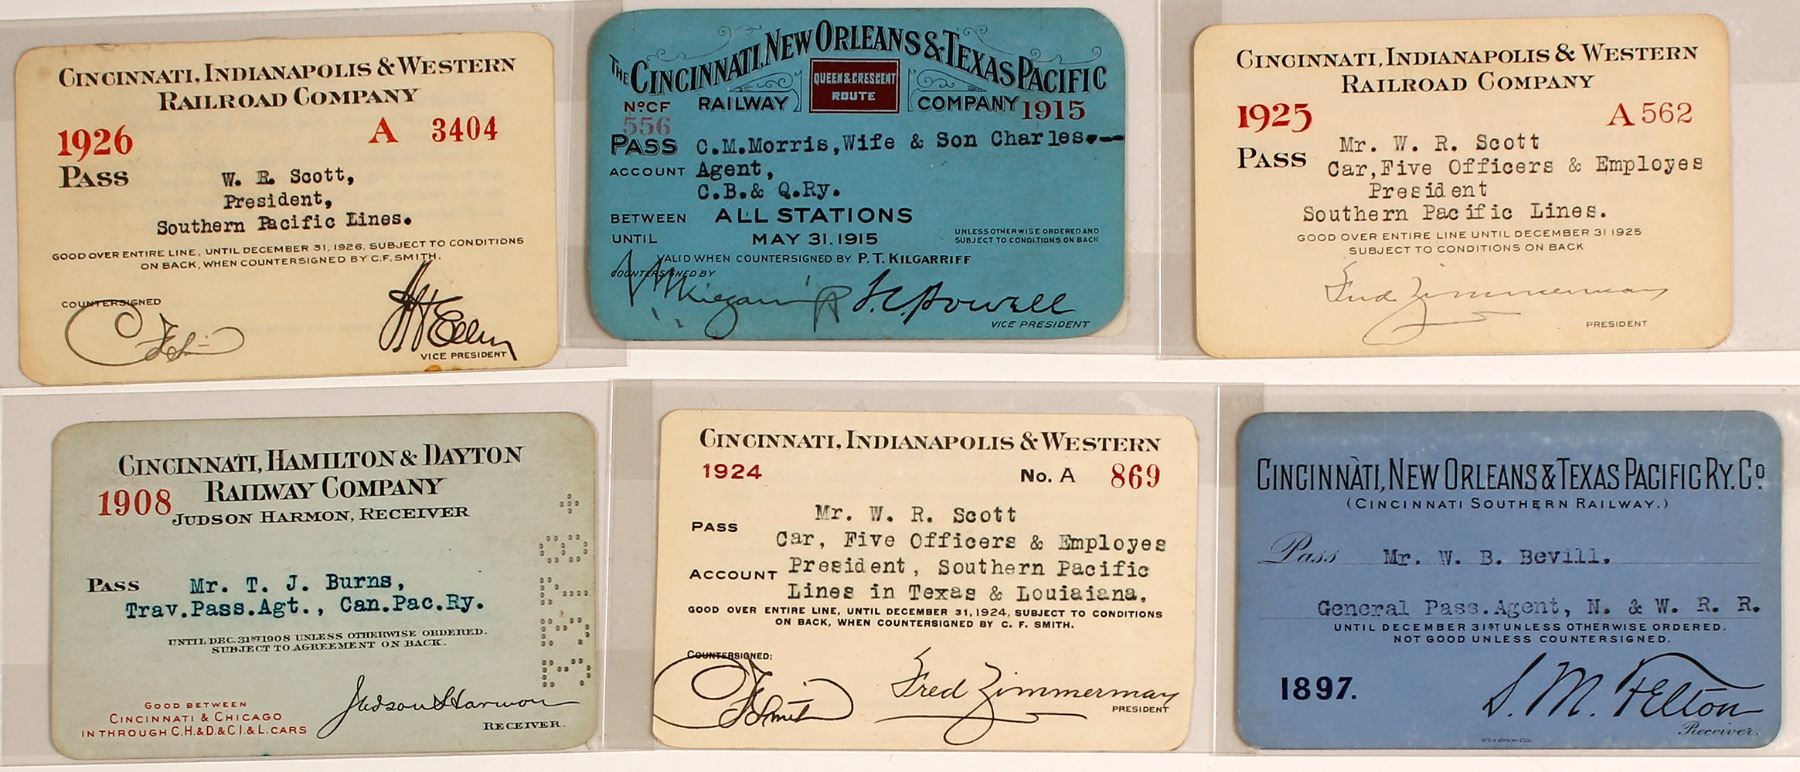 CINCINNATI, INDIANAPOLIS & WESTERN
RAILROAD COMPANY
1926
A 3404
PASS
W. R. Scott,
President,
Southern Pacific Lines.
GOOD OVER ENTIRE LINE, UNTIL DECEMBER 31, 1926, SUBJECT TO CONDITIONS
ON BACK, WHEN COUNTERSIGNED BY C.F. SMITH.
COUNTERSIGNED
VICE PRESIDENT
THE CINCINNATI, NEW ORLEANS & TEXAS PACIFIC
RAILWAY QUEEN & CRESCENT ROUTE COMPANY
No CF 556
1915
PASS C.M.Morris, Wife & Son Charles.--
ACCOUNT Agent,
C.B.& Q.Ry.
BETWEEN ALL STATIONS
UNTIL MAY 31. 1915
UNLESS OTHERWISE ORDERED AND
SUBJECT TO CONDITIONS ON BACK
VALID WHEN COUNTERSIGNED BY P.T. KILGARRIFF
COUNTERSIGNED BY
VICE PRESIDENT
CINCINNATI, INDIANAPOLIS & WESTERN
RAILROAD COMPANY
1925
A 562
PASS
Mr. W. R. Scott
Car, Five Officers & Employes
President
Southern Pacific Lines.
GOOD OVER ENTIRE LINE UNTIL DECEMBER 31 1925
SUBJECT TO CONDITIONS ON BACK
Fred Zimmerman
PRESIDENT
CINCINNATI, HAMILTON & DAYTON
RAILWAY COMPANY
1908
JUDSON HARMON, RECEIVER
PASS Mr. T. J. Burns,
Trav.Pass.Agt., Can.Pac.Ry.
UNTIL DEC. 31ST 1908 UNLESS OTHERWISE ORDERED.
SUBJECT TO AGREEMENT ON BACK.
GOOD BETWEEN
CINCINNATI & CHICAGO
IN THROUGH C.H.&D.&C.I.&L.CARS
Judson Harmon
RECEIVER.
CINCINNATI, INDIANAPOLIS & WESTERN
1924
No. A 869
PASS
Mr. W. R. Scott
Car, Five Officers & Employes
ACCOUNT President, Southern Pacific
Lines in Texas & Louiaiana.
GOOD OVER ENTIRE LINE, UNTIL DECEMBER 31, 1924, SUBJECT TO CONDITIONS
ON BACK, WHEN COUNTERSIGNED BY C. F. SMITH.
COUNTERSIGNED:
C F Smith
Fred Zimmerman
PRESIDENT
CINCINNATI, NEW ORLEANS & TEXAS PACIFIC RY. CO.
(CINCINNATI SOUTHERN RAILWAY.)
Pass Mr. W. B. Bevill.
General Pass.Agent, N. & W. R. R.
UNTIL DECEMBER 31ST UNLESS OTHERWISE ORDERED.
NOT GOOD UNLESS COUNTERSIGNED.
1897.
S. M. Felton
Receiver.